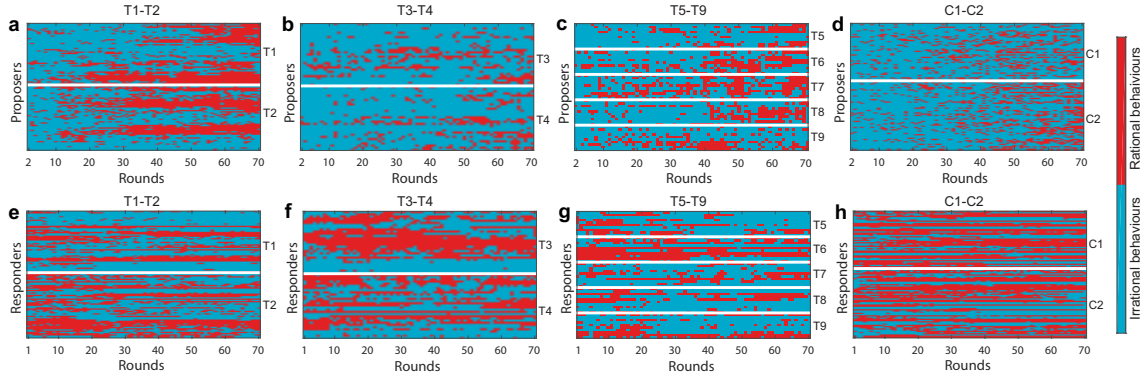 a T1-T2
Proposers
T1
T2
2 10 20 30 40 50 60 70
Rounds
b T3-T4
Proposers
T3
T4
2 10 20 30 40 50 60 70
Rounds
c T5-T9
Proposers
T5
T6
T7
T8
T9
2 10 20 30 40 50 60 70
Rounds
d C1-C2
Proposers
C1
C2
2 10 20 30 40 50 60 70
Rounds
e T1-T2
Responders
T1
T2
1 10 20 30 40 50 60 70
Rounds
f T3-T4
Responders
T3
T4
1 10 20 30 40 50 60 70
Rounds
g T5-T9
Responders
T5
T6
T7
T8
T9
1 10 20 30 40 50 60 70
Rounds
h C1-C2
Responders
C1
C2
1 10 20 30 40 50 60 70
Rounds
Rational behaviours
Irrational behaviours